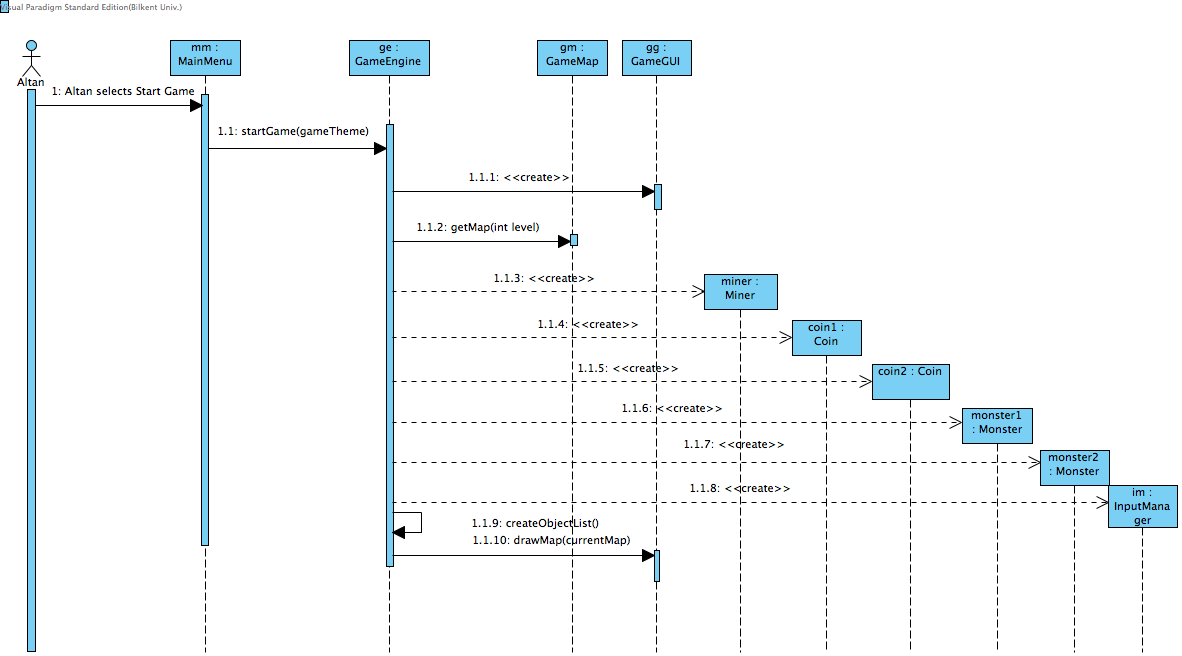 Visual Paradigm Standard Edition(Bilkent Univ.)
mm :
MainMenu
ge :
GameEngine
gm :
GameMap
gg :
GameGUI
Altan
1: Altan selects Start Game
1.1: startGame(gameTheme)
1.1.1: <<create>>
1.1.2: getMap(int level)
1.1.3: <<create>>
miner :
Miner
1.1.4: <<create>>
coin1 :
Coin
1.1.5: <<create>>
coin2 : Coin
1.1.6: <<create>>
monster1
: Monster
1.1.7: <<create>>
monster2
: Monster
1.1.8: <<create>>
im :
InputMana
ger
1.1.9: createObjectList()
1.1.10: drawMap(currentMap)